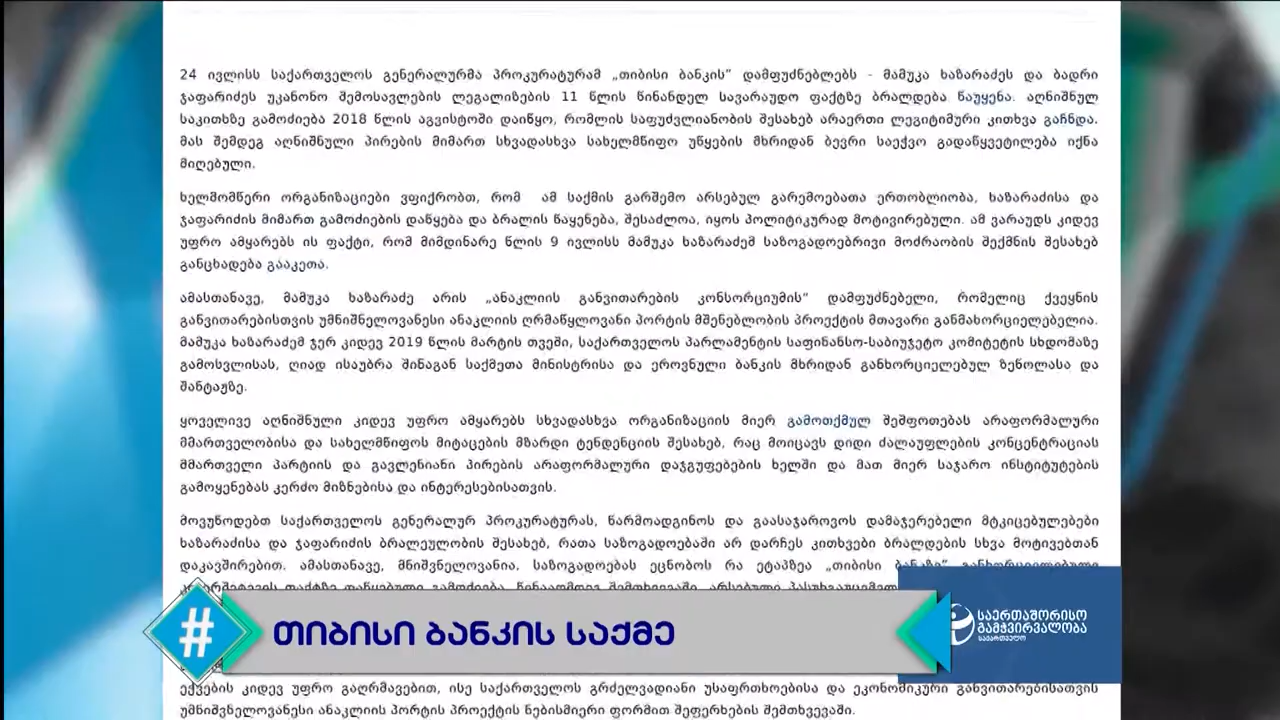 24 ივლისს საქართველოს გენერალურმა პროკურატურამ „თიბისი ბანკის“ დამფუძნებლებს - მამუკა ხაზარაძეს და ბადრი
ჯაფარიძეს უკანონო შემოსავლების ლეგალიზების 11 წლის წინანდელ სავარაუდო ფაქტზე ბრალდება წაუყენა. აღნიშნულ
საკითხზე გამოძიება 2018 წლის აგვისტოში დაიწყო, რომლის საფუძვლიანობის შესახებ არაერთი ლეგიტიმური კითხვა გაჩნდა.
მას შემდეგ აღნიშნული პირების მიმართ სხვადასხვა სახელმწიფო უწყების მხრიდან ბევრი საეჭვო გადაწყვეტილება იქნა
მიღებული.
ხელმომწერი ორგანიზაციები ვფიქრობთ, რომ ამ საქმის გარშემო არსებულ გარემოებათა ერთობლიობა, ხაზარაძისა და
ჯაფარიძის მიმართ გამოძიების დაწყება და ბრალის წაყენება, შესაძლოა, იყოს პოლიტიკურად მოტივირებული. ამ ვარაუდს კიდევ
უფრო ამყარებს ის ფაქტი, რომ მიმდინარე წლის 9 ივლისს მამუკა ხაზარაძემ საზოგადოებრივი მოძრაობის შექმნის შესახებ
განცხადება გააკეთა.
ამასთანავე, მამუკა ხაზარაძე არის „ანაკლიის განვითარების კონსორციუმის“ დამფუძნებელი, რომელიც ქვეყნის
განვითარებისთვის უმნიშნელოვანესი ანაკლიის ღრმაწყლოვანი პორტის მშენებლობის პროექტის მთავარი განმახორციელებელია.
მამუკა ხაზარაძემ ჯერ კიდევ 2019 წლის მარტის თვეში, საქართველოს პარლამენტის საფინანსო-საბიუჯეტო კომიტეტის სხდომაზე
გამოსვლისას, ღიად ისაუბრა შინაგან საქმეთა მინისტრისა და ეროვნული ბანკის მხრიდან განხორციელებულ ზეწოლასა და
შანტაჟზე.
ყოველივე აღნიშნული კიდევ უფრო ამყარებს სხვადასხვა ორგანიზაციის მიერ გამოთქმულ შეშფოთებას არაფორმალური
მმართველობისა და სახელმწიფოს მიტაცების მზარდი ტენდენციის შესახებ, რაც მოიცავს დიდი ძალაუფლების კონცენტრაციას
მმართველი პარტიის და გავლენიანი პირების არაფორმალური დაჯგუფებების ხელში და მათ მიერ საჯარო ინსტიტუტების
გამოყენებას კერძო მიზნებისა და ინტერესებისათვის.
მოვუწოდებთ საქართველოს გენერალურ პროკურატურას, წარმოადგინოს და გაასაჯაროვოს დამაჯერებელი მტკიცებულებები
ხაზარაძისა და ჯაფარიძის ბრალეულობის შესახებ, რათა საზოგადოებაში არ დარჩეს კითხვები ბრალდების სხვა მოტივებთან
დაკავშირებით. ამასთანავე, მნიშვნელოვანია, საზოგადოებას ეცნობოს რა ეტაპზეა „თიბისი ბანკზე“ განხორციელებული
ფაქტზე დაწყებული გამოძიება. წინააღმდეგ შემთხვევაში, არსებული
# თიბისი ბანკის საქმე
საერთაშორისო
გამჭვირვალობა
საქართველო
ეჭვების კიდევ უფრო გაღრმავებით, ისე საქართველოს გრძელვადიანი უსაფრთხოებისა და ეკონომიკური განვითარებისათვის
უმნიშვნელოვანესი ანაკლიის პორტის პროექტის ნებისმიერი ფორმით შეფერხების შემთხვევაში.